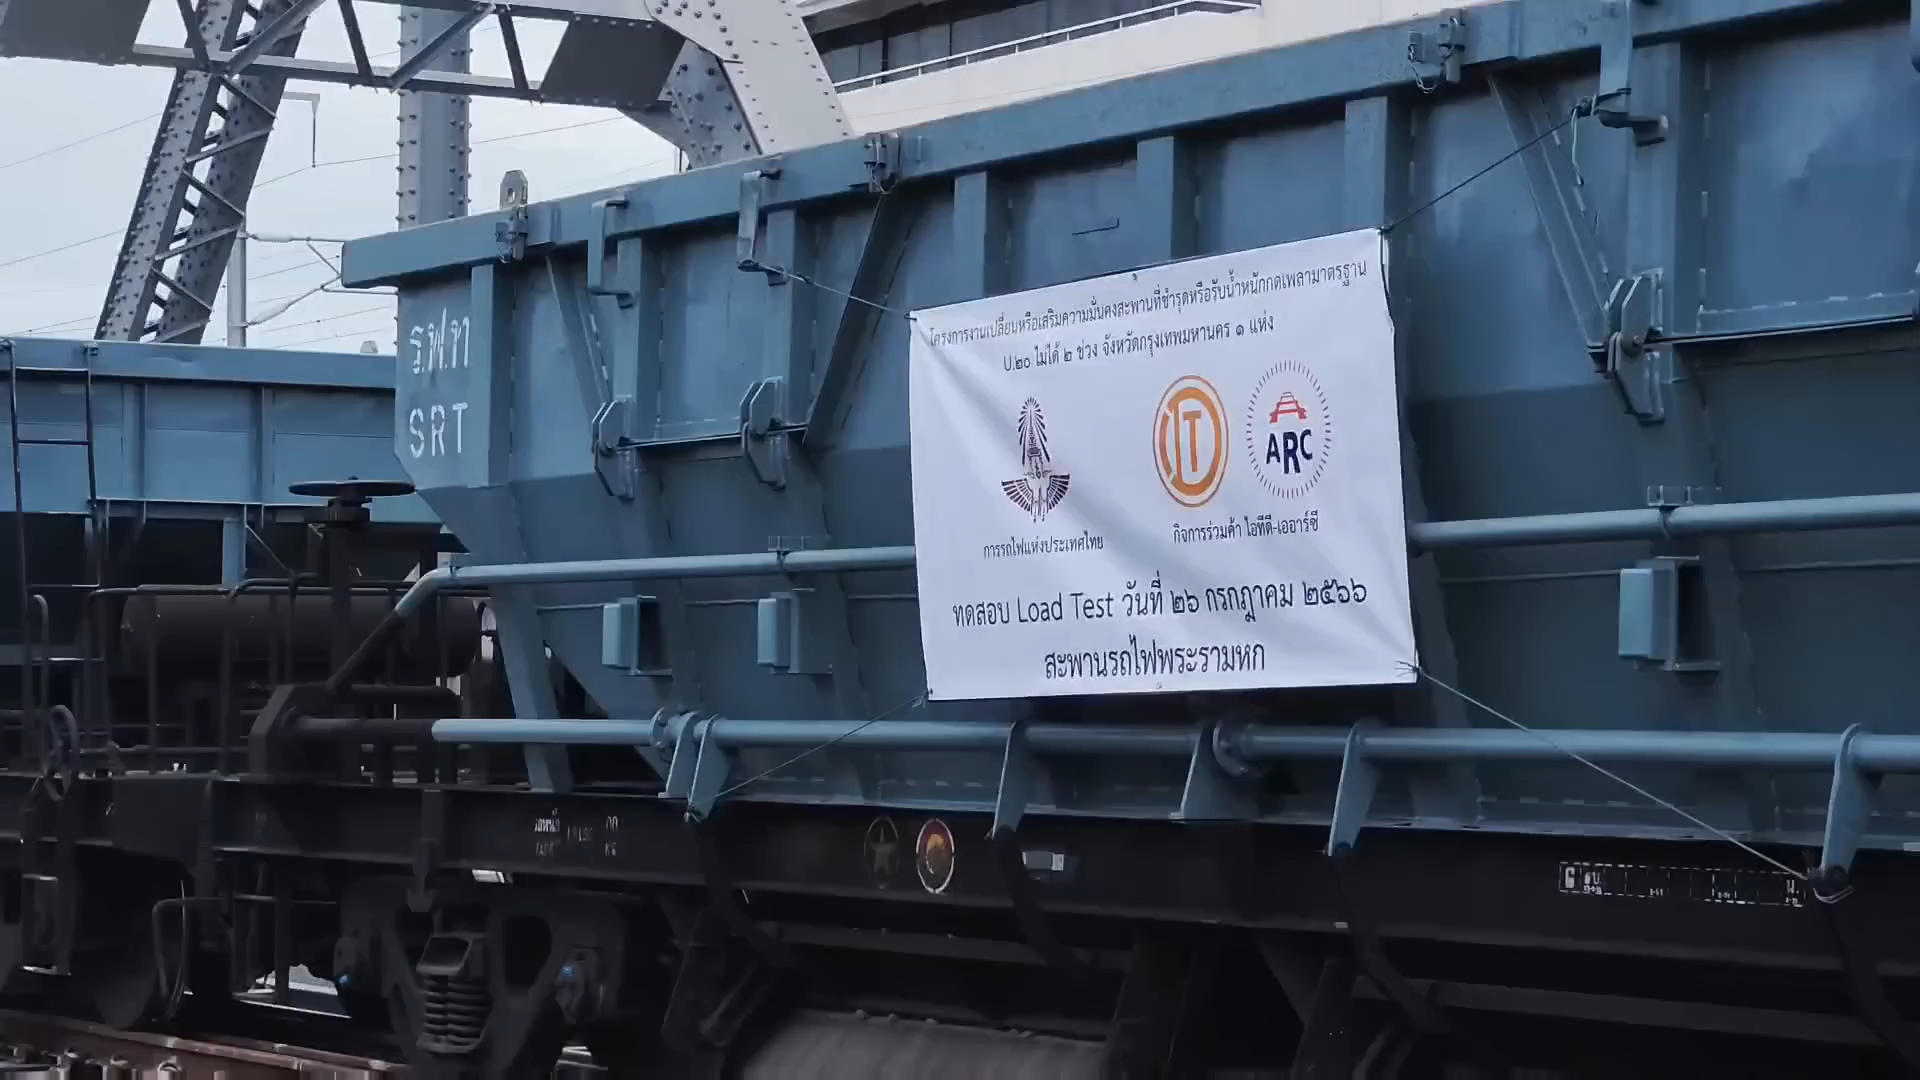 ร.ฟ.ท
SRT
โครงการงานเปลี่ยนหรือเสริมความมั่นคงสะพานที่ชำรุดหรือรับน้ำหนักกดเพลามาตรฐาน
U.๒๐ ไม่ได้ ๒ ช่วง จังหวัดกรุงเทพมหานคร ๑ แห่ง
ARC
การรถไฟแห่งประเทศไทย
กิจการร่วมค้า ไอทีดี-เออาร์ซี
ทดสอบ Load Test วันที่ ๒๖ กรกฎาคม ๒๕๖๖
สะพานรถไฟพระรามหก